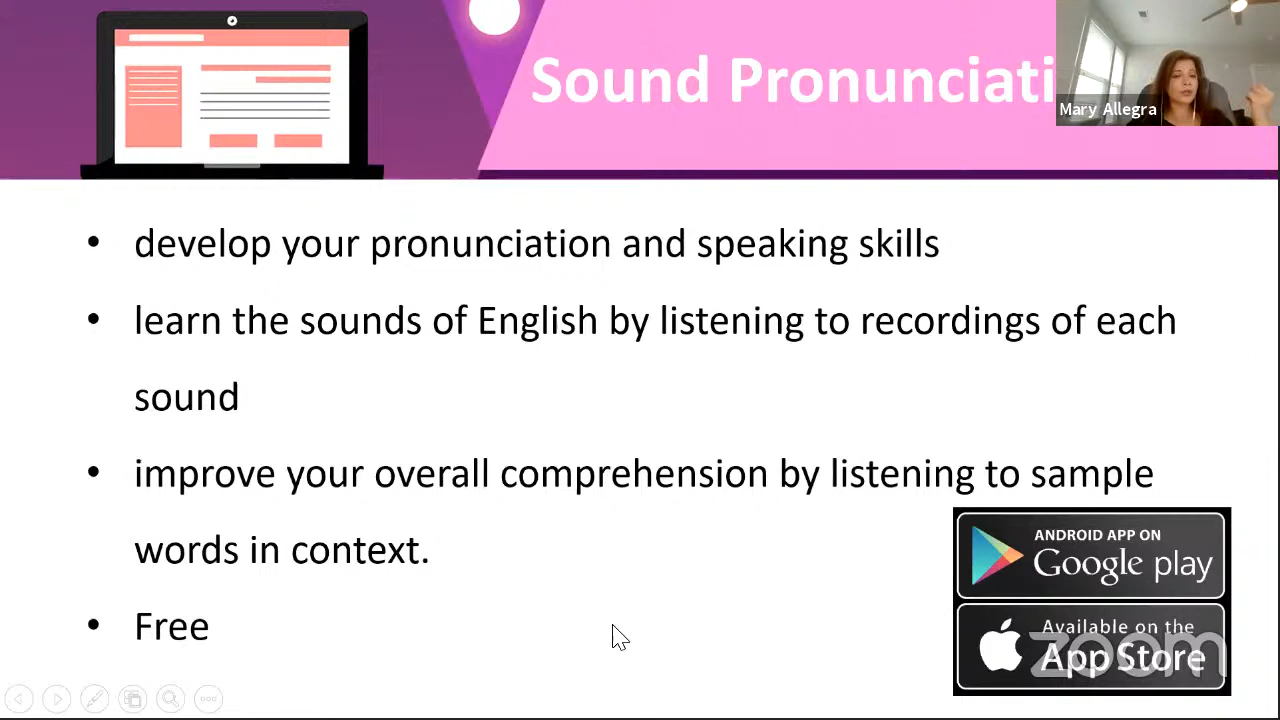 Sound Pronunciati
Mary Allegra
• develop your pronunciation and speaking skills
• learn the sounds of English by listening to recordings of each
sound
• improve your overall comprehension by listening to sample
words in context.
• Free
ANDROID APP ON
Google play
Available on the
App Store
zoom